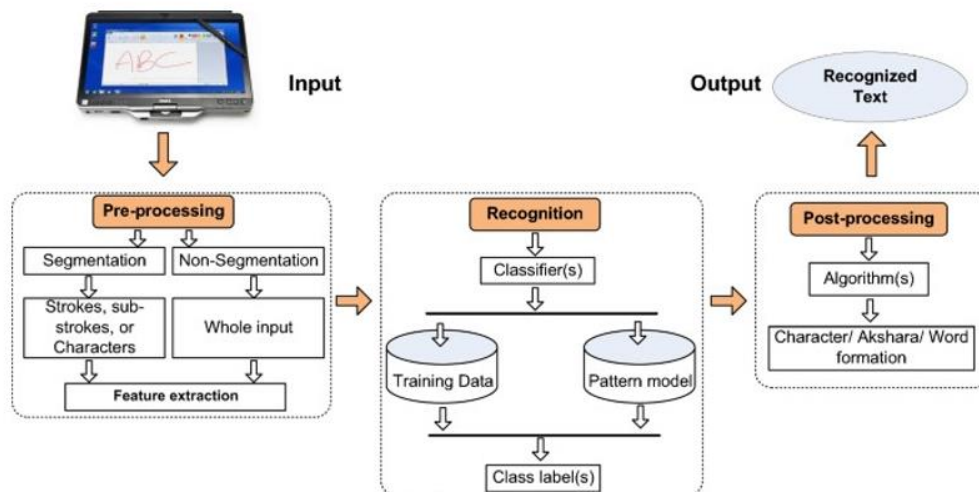 ABC
DELL
Input
Output
Recognized
Text
Pre-processing
Segmentation
Non-Segmentation
Strokes, sub-
strokes, or
Characters
Whole input
Feature extraction
Recognition
Classifier(s)
Training Data
Pattern model
Class label(s)
Post-processing
Algorithm(s)
Character/ Akshara/ Word
formation